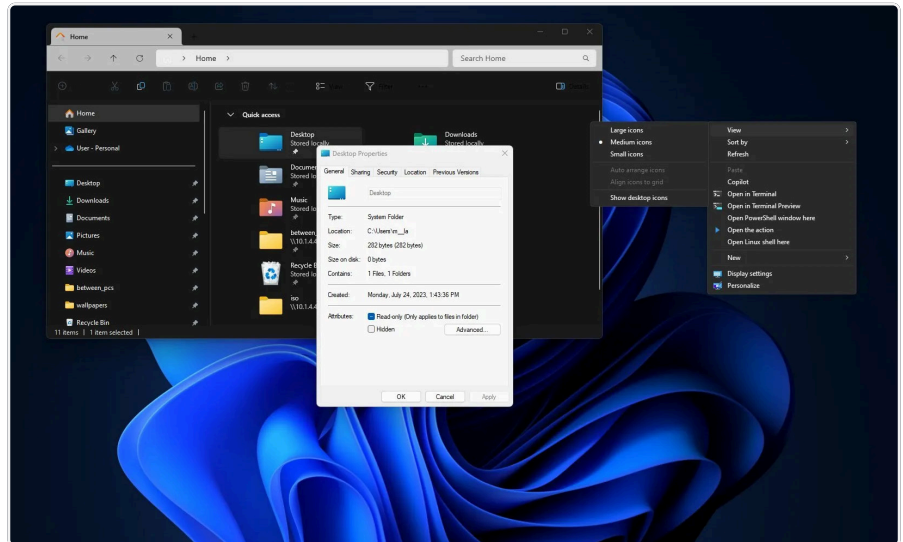 Home
Home
Search Home
Home
Gallery
User - Personal
Desktop
Downloads
Documents
Pictures
Music
Videos
between_pcs
wallpapers
Recycle Bin
11 items | 1 item selected |
Quick access
Desktop
Stored locally
Downloads
Stored locally
Music
iso
Desktop Properties
General Sharing Security Location Previous Versions
Desktop
Type: System Folder
Location: C:\Users\m__la
Size: 282 bytes (282 bytes)
Size on disk: 0 bytes
Contains: 1 Files, 1 Folders
Created: Monday, July 24, 2023, 1:43:36 PM
Attributes: Read-only (Only applies to files in folder)
Hidden
Advanced...
OK Cancel Apply
Large icons
Medium icons
Small icons
Auto arrange icons
Align icons to grid
Show desktop icons
View
Sort by
Refresh
Paste
Copilot
Open in Terminal
Open in Terminal Preview
Open PowerShell window here
Open the action
Open Linux shell here
New
Display settings
Personalize